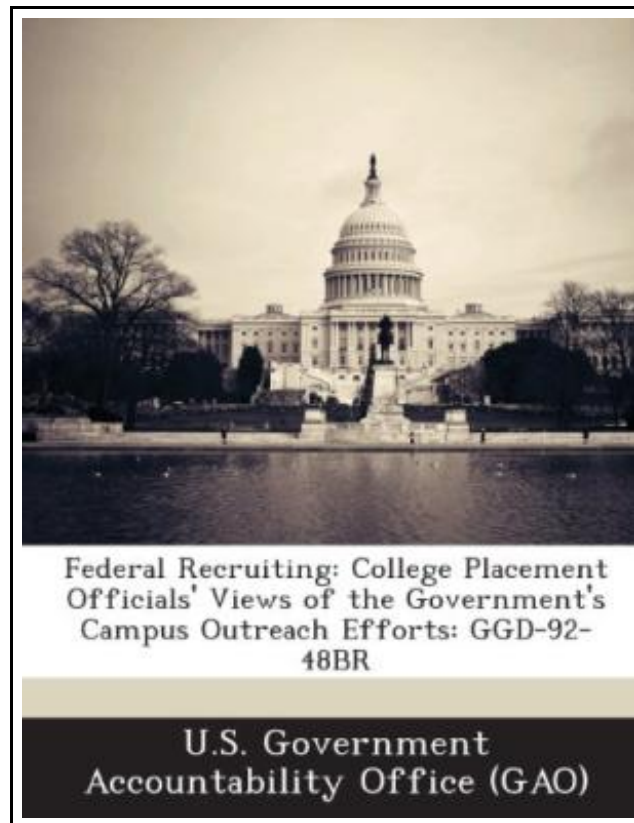 Federal Recruiting: College Placement
Officials' Views of the Government's
Campus Outreach Efforts: GGD-92-
48BR
U.S. Government
Accountability Office (GAO)